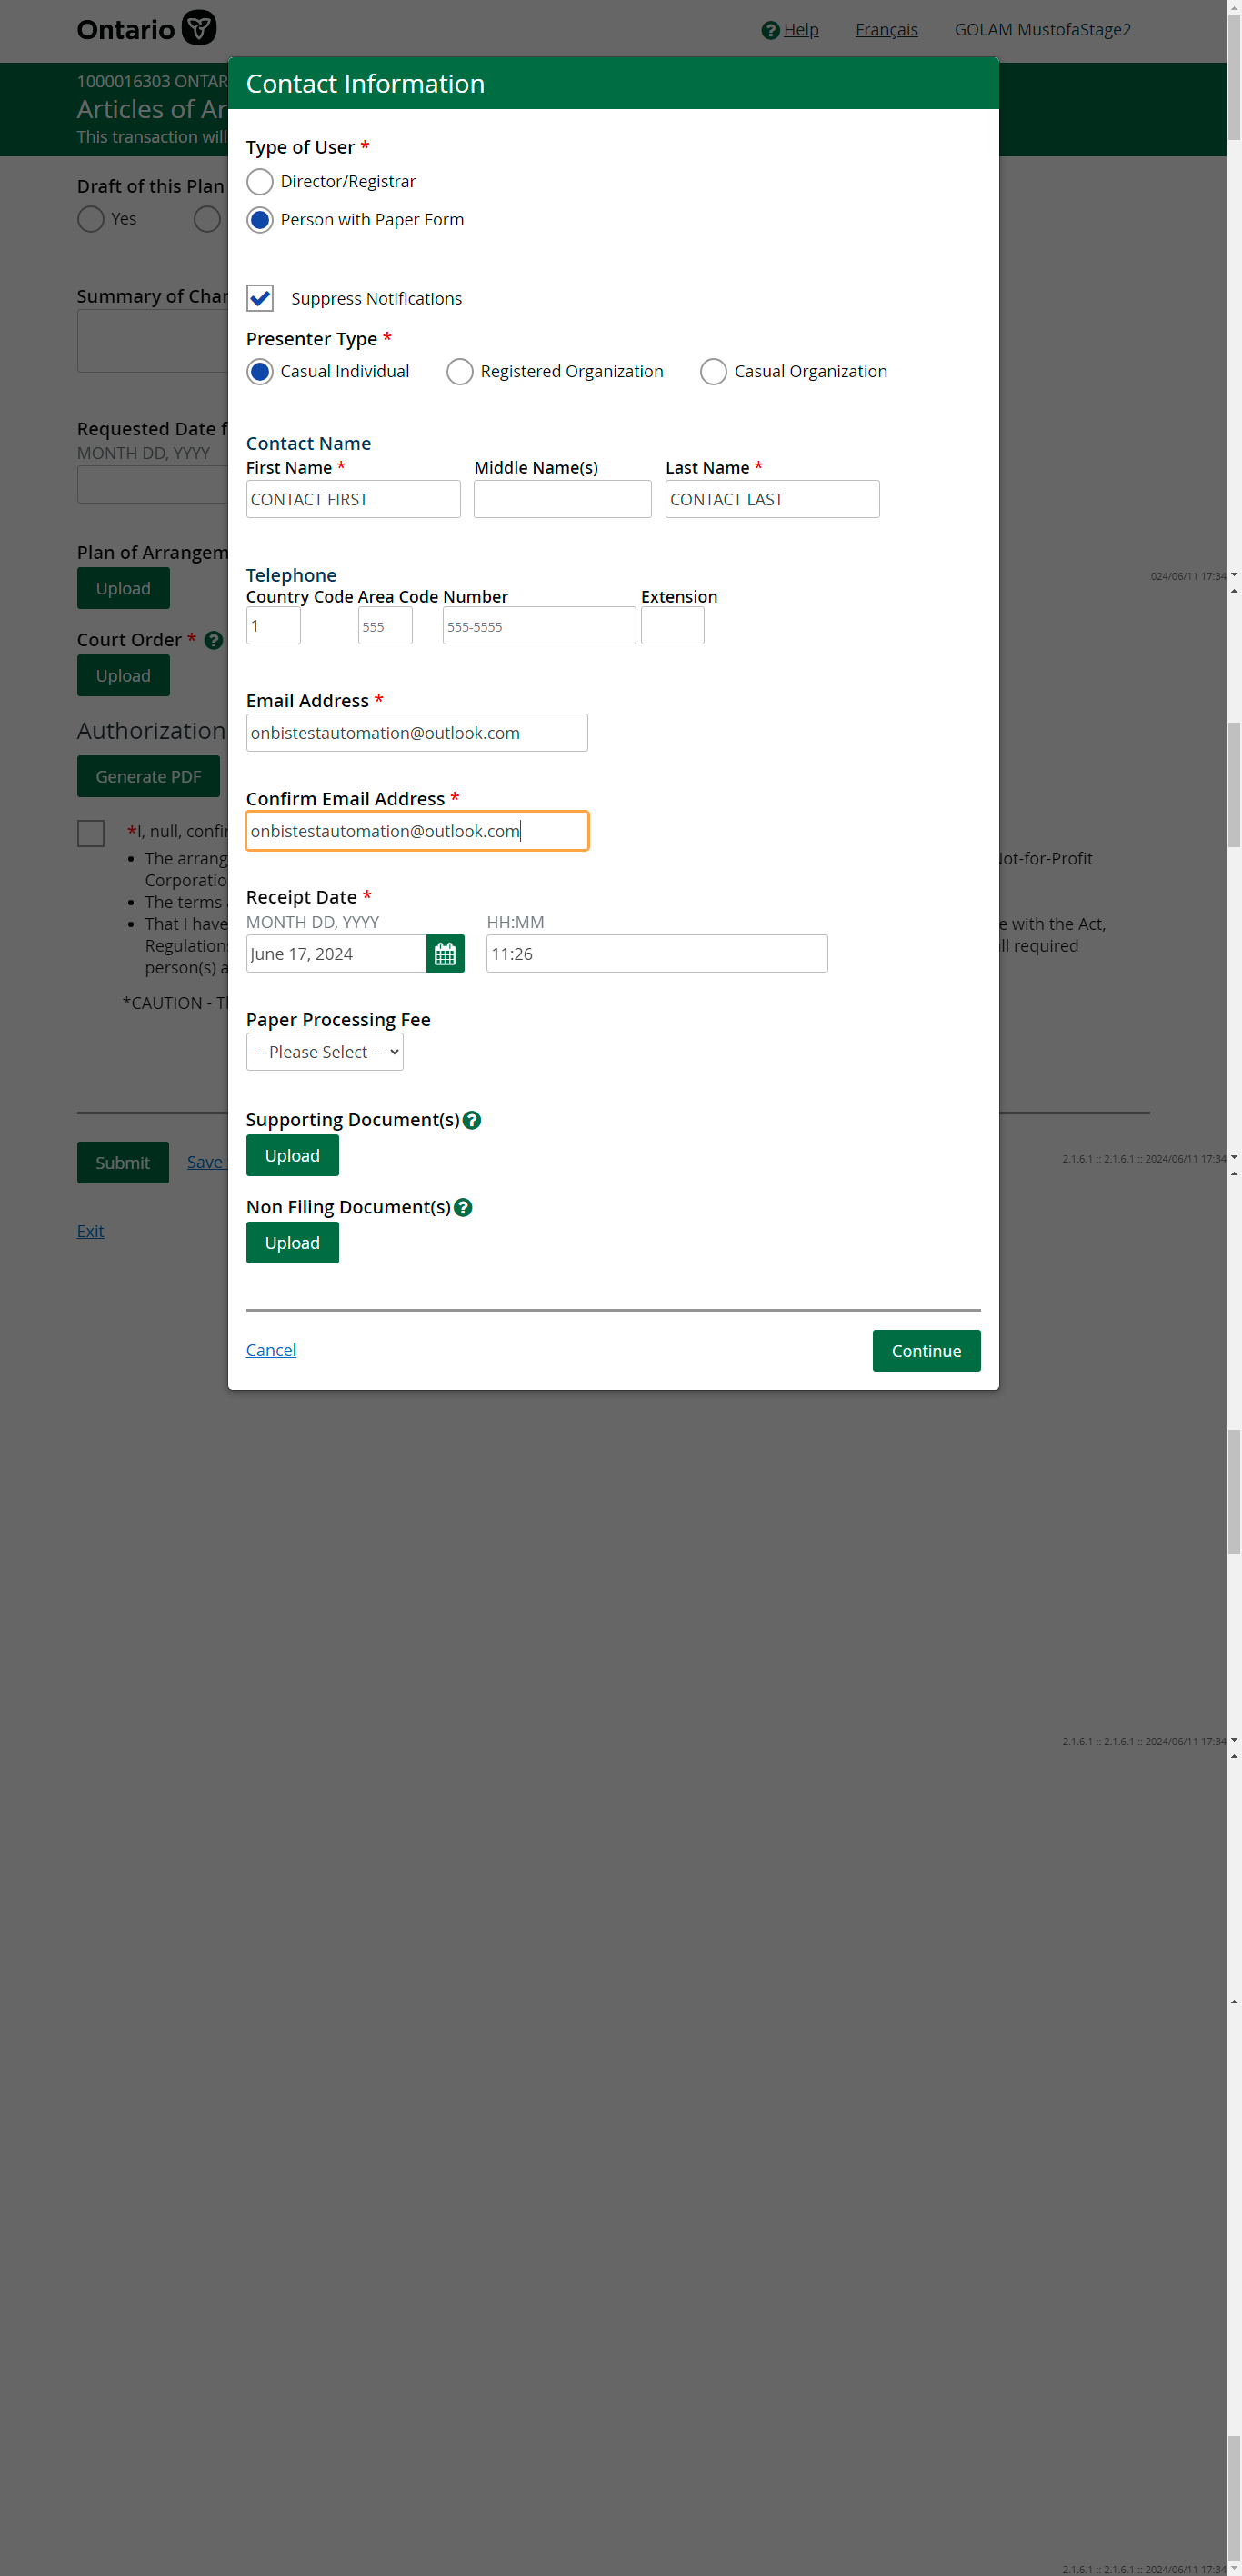 Ontario
Help Français GOLAM MustofaStage2
1000016303 ONTAR
Articles of Ar
This transaction will
Contact Information
Type of User *
Director/Registrar
Person with Paper Form
Draft of this Plan
Yes
Suppress Notifications
Summary of Char
Presenter Type *
Casual Individual Registered Organization Casual Organization
Requested Date f
MONTH DD, YYYY
Contact Name
First Name * Middle Name(s) Last Name *
CONTACT FIRST CONTACT LAST
Plan of Arrangem
Upload
Telephone
Country Code Area Code Number Extension
1 555 555-5555
024/06/11 17:34
Court Order *
Upload
Email Address *
onbistestautomation@outlook.com
Authorization
Generate PDF
Confirm Email Address *
onbistestautomation@outlook.com
*I, null, confir
• The arrang Not-for-Profit
Corporatio
• The terms
• That I have e with the Act,
Regulation ll required
person(s) a
*CAUTION - Th
Receipt Date *
MONTH DD, YYYY HH:MM
June 17, 2024 11:26
Paper Processing Fee
-- Please Select --
Supporting Document(s)
Upload
Submit Save
2.1.6.1 :: 2.1.6.1 :: 2024/06/11 17:34
Non Filing Document(s)
Upload
Exit
Cancel Continue
2.1.6.1 :: 2.1.6.1 :: 2024/06/11 17:34
2.1.6.1 :: 2.1.6.1 :: 2024/06/11 17:34